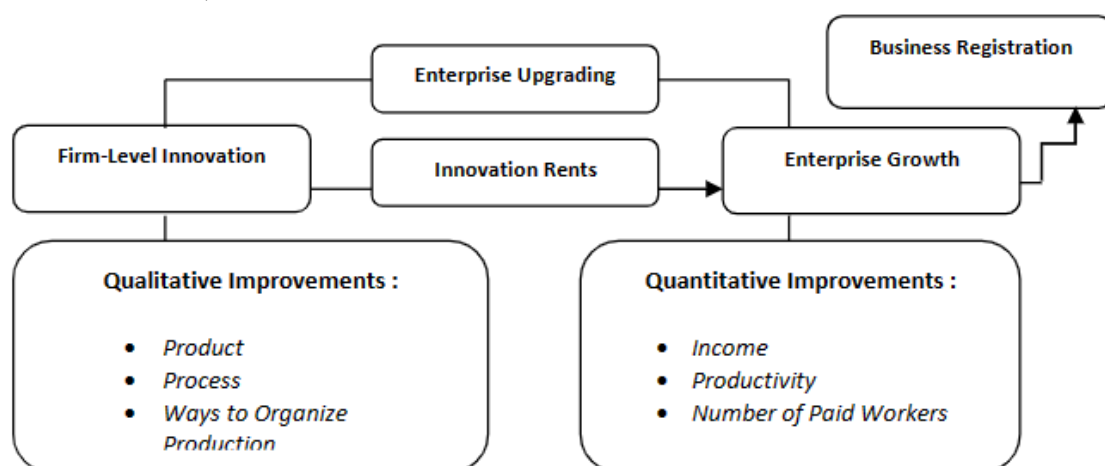 Business Registration
Enterprise Upgrading
Firm-Level Innovation
Innovation Rents
Enterprise Growth
Qualitative Improvements :
• Product
• Process
• Ways to Organize
Production
Quantitative Improvements :
• Income
• Productivity
• Number of Paid Workers